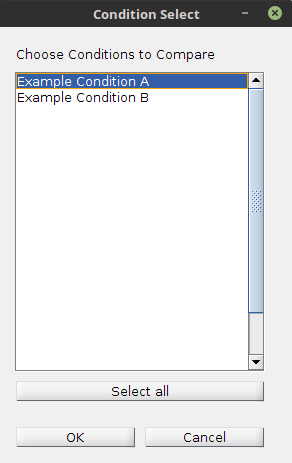 Condition Select
Choose Conditions to Compare
Example Condition A
Example Condition B
Select all
OK
Cancel